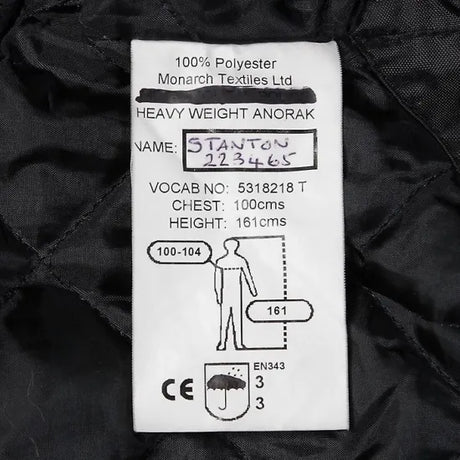 100% Polyester
Monarch Textiles Ltd
HEAVY WEIGHT ANORAK
NAME: STANTON
223465
VOCAB NO: 5318218 T
CHEST: 100cms
HEIGHT: 161cms
100-104
161
CE
EN343
3
3